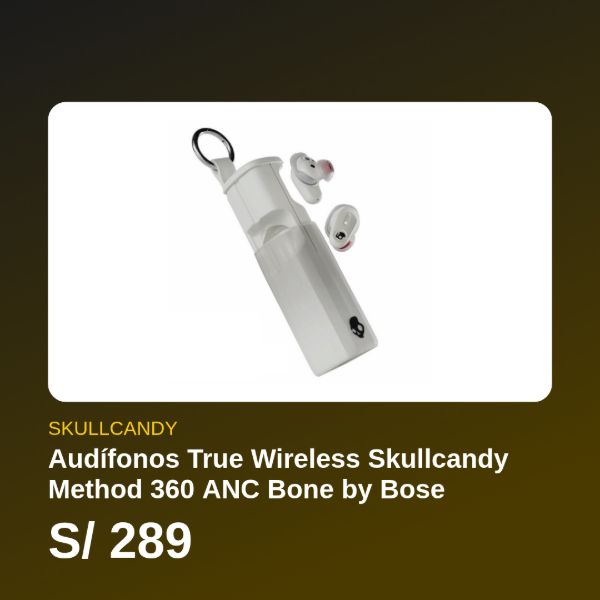 SKULLCANDY
Audífonos True Wireless Skullcandy
Method 360 ANC Bone by Bose
S/ 289